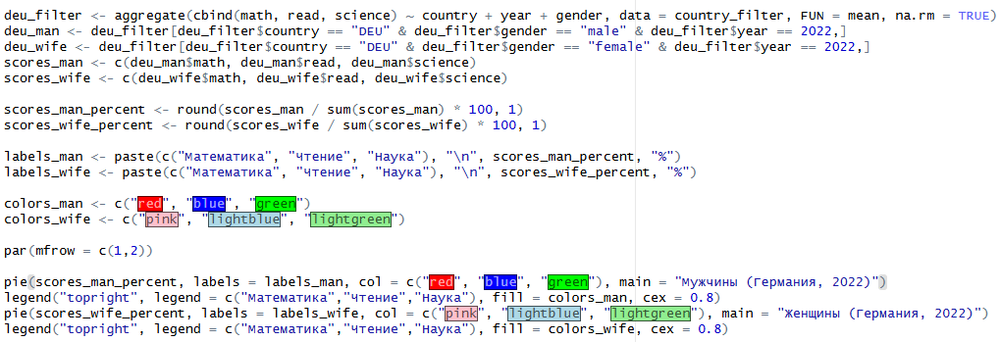 deu_filter <- aggregate(cbind(math, read, science) ~ country + year + gender, data = country_filter, FUN = mean, na.rm = TRUE)
deu_man <- deu_filter[deu_filter$country == "DEU" & deu_filter$gender == "male" & deu_filter$year == 2022,]
deu_wife <- deu_filter[deu_filter$country == "DEU" & deu_filter$gender == "female" & deu_filter$year == 2022,]
scores_man <- c(deu_man$math, deu_man$read, deu_man$science)
scores_wife <- c(deu_wife$math, deu_wife$read, deu_wife$science)
scores_man_percent <- round(scores_man / sum(scores_man) * 100, 1)
scores_wife_percent <- round(scores_wife / sum(scores_wife) * 100, 1)
labels_man <- paste(c("Математика", "Чтение", "Наука"), "\n", scores_man_percent, "%")
labels_wife <- paste(c("Математика", "Чтение", "Наука"), "\n", scores_wife_percent, "%")
colors_man <- c("red", "blue", "green")
colors_wife <- c("pink", "lightblue", "lightgreen")
par(mfrow = c(1,2))
pie(scores_man_percent, labels = labels_man, col = c("red", "blue", "green"), main = "Мужчины (Германия, 2022)")
legend("topright", legend = c("Математика","Чтение","Наука"), fill = colors_man, cex = 0.8)
pie(scores_wife_percent, labels = labels_wife, col = c("pink", "lightblue", "lightgreen"), main = "Женщины (Германия, 2022)")
legend("topright", legend = c("Математика","Чтение","Наука"), fill = colors_wife, cex = 0.8)